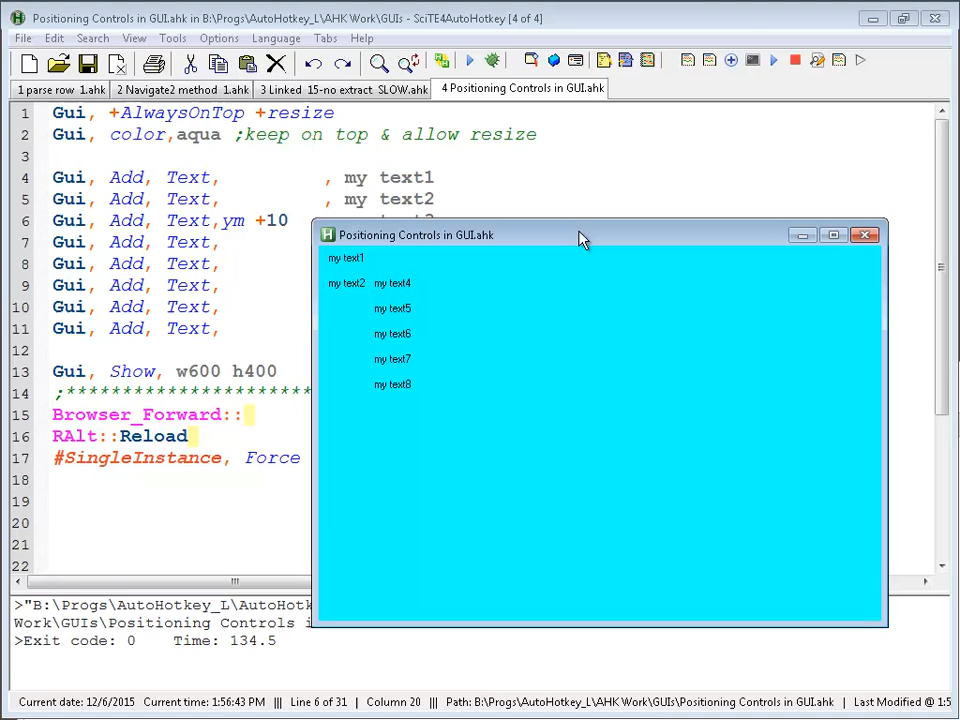 Positioning Controls in GUI.ahk in B:\Progs\AutoHotkey_L\AHK Work\GUIs - SciTE4AutoHotkey [4 of 4]
File Edit Search View Tools Options Language Tabs Help
1 parse row 1.ahk 2 Navigate2 method 1.ahk 3 Linked 15-no extract SLOW.ahk 4 Positioning Controls in GUI.ahk
1 Gui, +AlwaysOnTop +resize
2 Gui, color,aqua ;keep on top & allow resize
3
4 Gui, Add, Text, , my text1
5 Gui, Add, Text, , my text2
6 Gui, Add, Text,ym +10
7 Gui, Add, Text,
8 Gui, Add, Text,
9 Gui, Add, Text,
10 Gui, Add, Text,
11 Gui, Add, Text,
12
13 Gui, Show, w600 h400
14 ;**********************
15 Browser_Forward::
16 RAlt::Reload
17 #SingleInstance, Force
18
19
20
21
22
Positioning Controls in GUI.ahk
my text1
my text2 my text4
my text5
my text6
my text7
my text8
>"B:\Progs\AutoHotkey_L\AutoHotk
Work\GUIs\Positioning Controls i
>Exit code: 0 Time: 134.5
Current date: 12/6/2015 Current time: 1:56:43 PM ||| Line 6 of 31 | Column 20 ||| Path: B:\Progs\AutoHotkey_L\AHK Work\GUIs\Positioning Controls in GUI.ahk | Last Modified @ 1:5